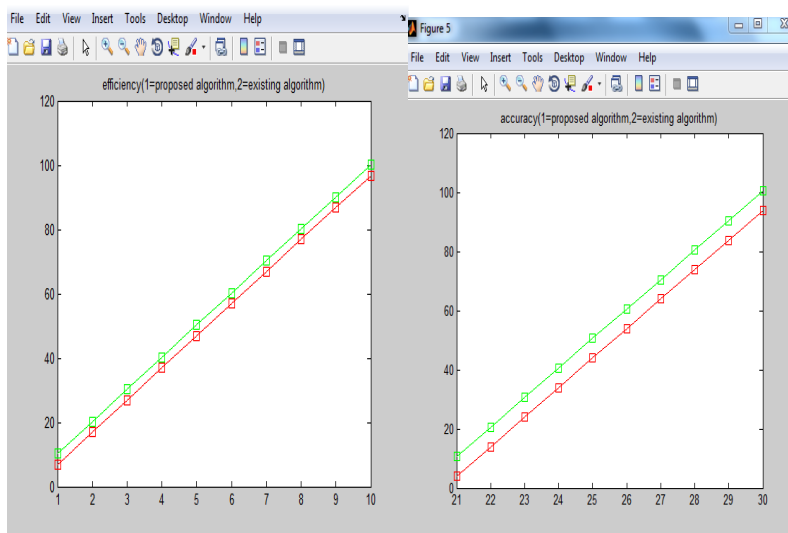 File Edit View Insert Tools Desktop Window Help
efficiency(1=proposed algorithm,2=existing algorithm)
120
100
80
60
40
20
0
1 2 3 4 5 6 7 8 9 10
Figure 5
File Edit View Insert Tools Desktop Window Help
accuracy(1=proposed algorithm,2=existing algorithm)
120
100
80
60
40
20
0
21 22 23 24 25 26 27 28 29 30